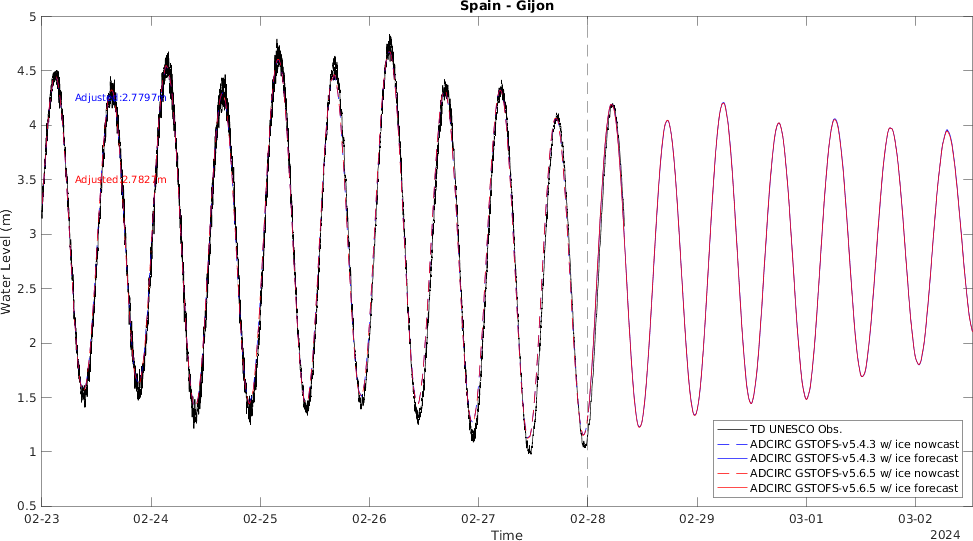 Spain - Gijon
5
4.5
4
3.5
3
2.5
2
1.5
1
0.5
Water Level (m)
Adjusted:2.7797m
Adjusted:2.7827m
TD UNESCO Obs.
ADCIRC GSTOFS-v5.4.3 w/ ice nowcast
ADCIRC GSTOFS-v5.4.3 w/ ice forecast
ADCIRC GSTOFS-v5.6.5 w/ ice nowcast
ADCIRC GSTOFS-v5.6.5 w/ ice forecast
02-23 02-24 02-25 02-26 02-27 02-28 02-29 03-01 03-02
Time
2024